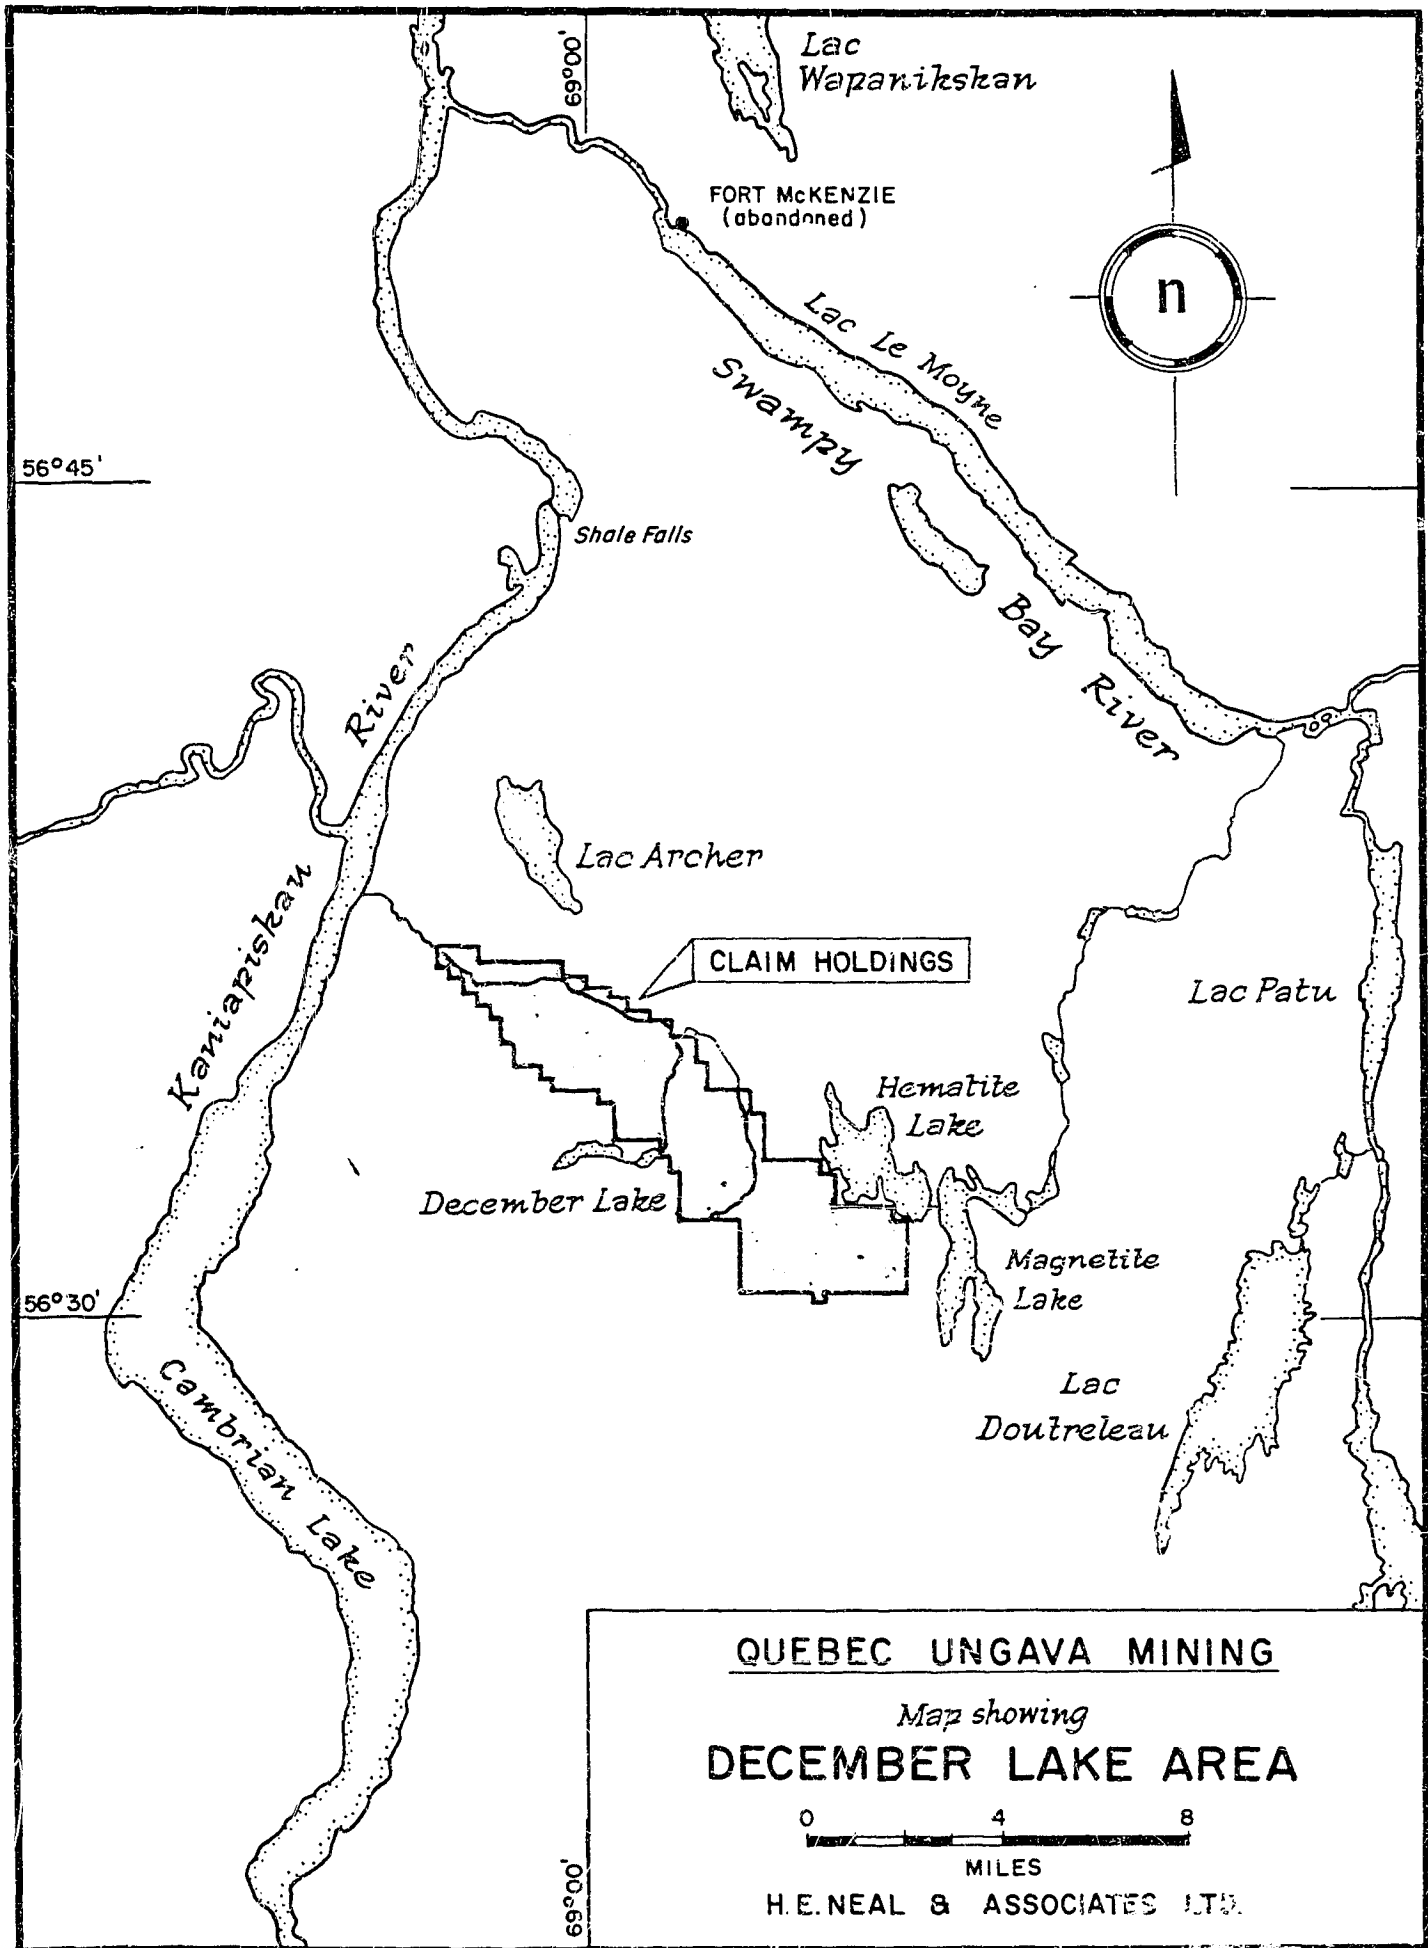 69°00'
Lac
Wapanikskan
FORT McKENZIE
(abandoned)
n
Lac Le Moyne
Swampy Bay River
56°45'
Shale Falls
Kaniapiskau River
Lac Archer
CLAIM HOLDINGS
Lac Patu
Hematite
Lake
December Lake
Magnetite
Lake
56°30'
Cambrian Lake
Lac
Doutreleau
QUEBEC UNGAVA MINING
Map showing
DECEMBER LAKE AREA
0 4 8
MILES
H.E. NEAL & ASSOCIATES LTD.
69°00'